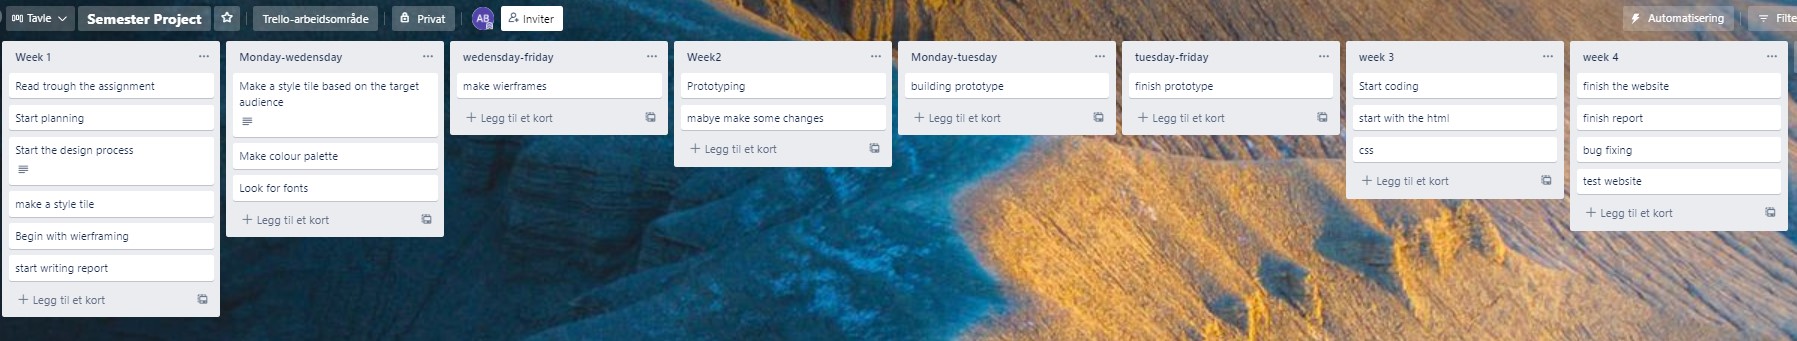 Tavle
Semester Project
Trello-arbeidsområde
Privat
AB
Inviter
Automatisering
Filte
Week 1
Read trough the assignment
Start planning
Start the design process
make a style tile
Begin with wierframing
start writing report
Legg til et kort
Monday-wedensday
Make a style tile based on the target
audience
Make colour palette
Look for fonts
Legg til et kort
wedensday-friday
make wierframes
Legg til et kort
Week2
Prototyping
mabye make some changes
Legg til et kort
Monday-tuesday
building prototype
Legg til et kort
tuesday-friday
finish prototype
Legg til et kort
week 3
Start coding
start with the html
css
Legg til et kort
week 4
finish the website
finish report
bug fixing
test website
Legg til et kort